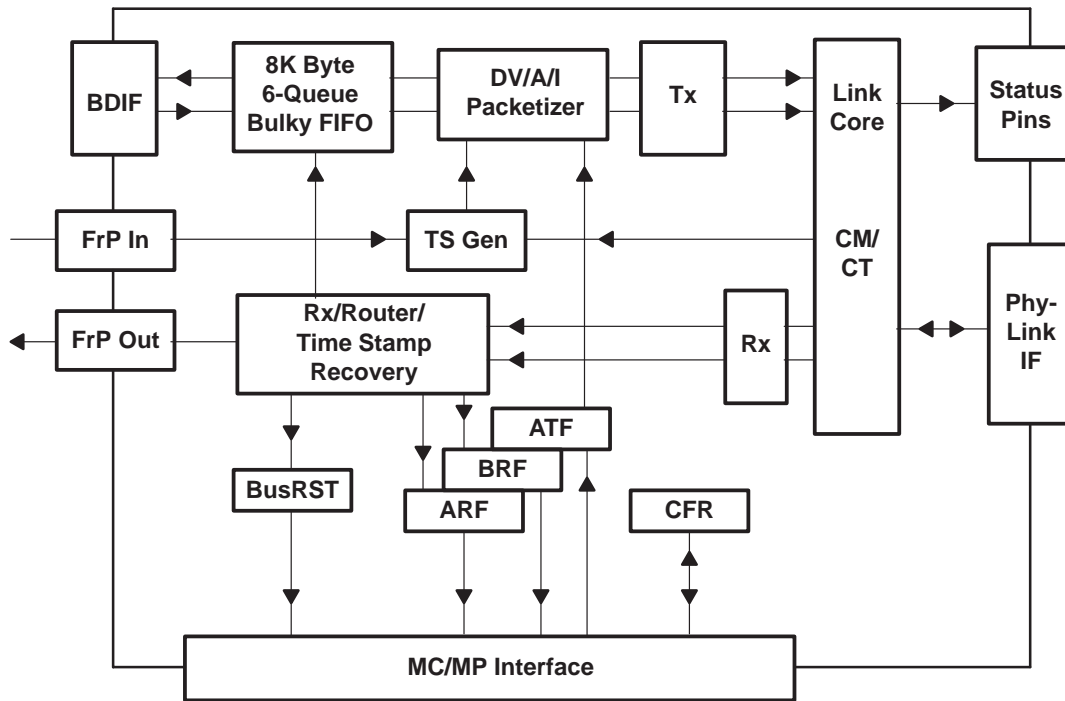 BDIF
8K Byte
6-Queue
Bulky FIFO
DV/A/I
Packetizer
Tx
Link
Core
CM/
CT
Status
Pins
FrP In
TS Gen
FrP Out
Rx/Router/
Time Stamp
Recovery
Rx
Phy-
Link
IF
ATF
BRF
ARF
BusRST
CFR
MC/MP Interface